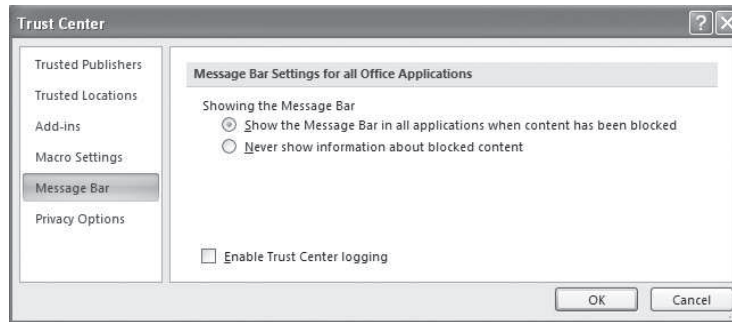 Trust Center
Trusted Publishers
Trusted Locations
Add-ins
Macro Settings
Message Bar
Privacy Options
Message Bar Settings for all Office Applications
Showing the Message Bar
Show the Message Bar in all applications when content has been blocked
Never show information about blocked content
Enable Trust Center logging
OK
Cancel